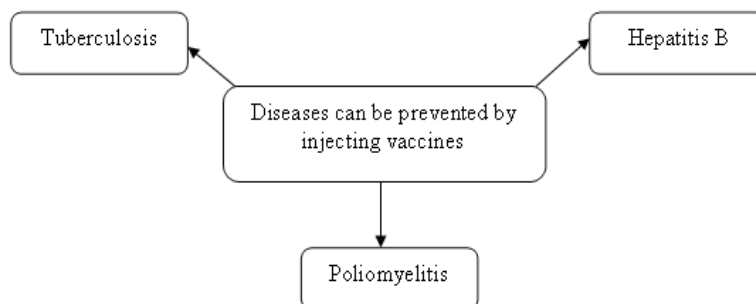 Tuberculosis
Hepatitis B
Diseases can be prevented by
injecting vaccines
Poliomyelitis